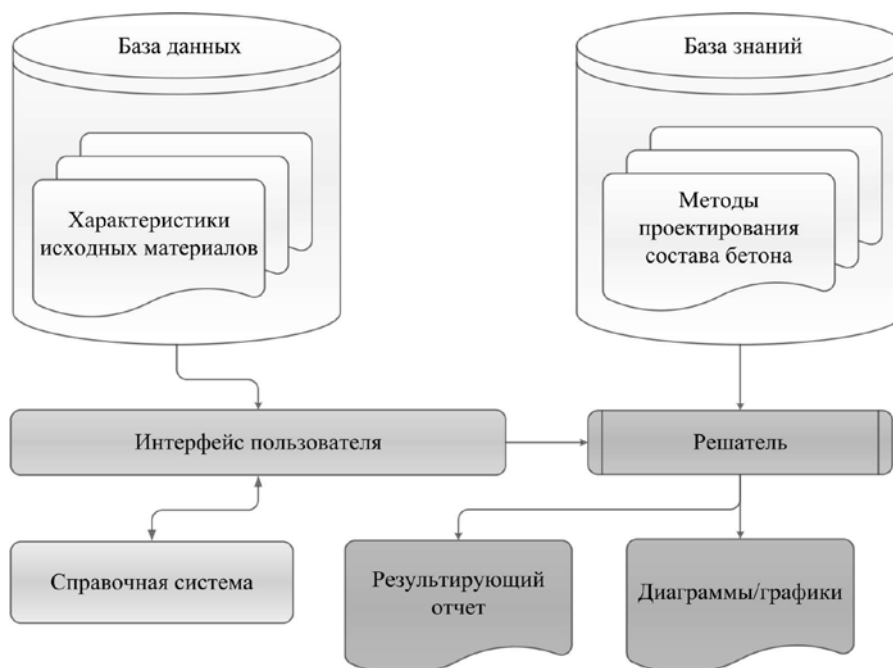 База данных
База знаний
Характеристики
исходных материалов
Методы
проектирования
состава бетона
Интерфейс пользователя
Решатель
Справочная система
Результирующий
отчет
Диаграммы/графики